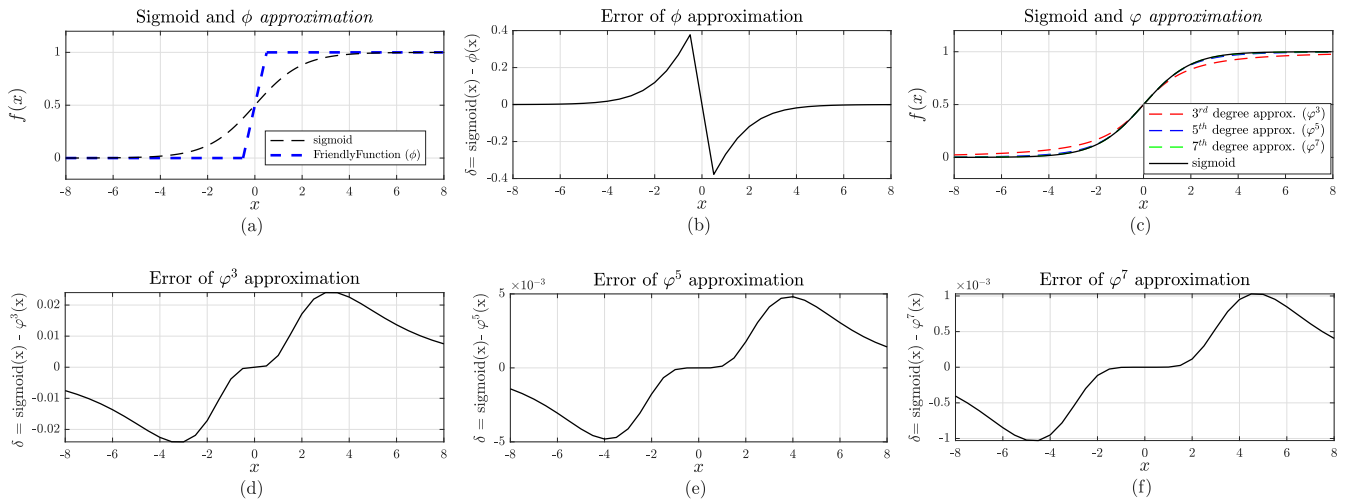 Sigmoid and ϕ approximation
f(x)
1
0.5
0
sigmoid
FriendlyFunction (ϕ)
-8 -6 -4 -2 0 2 4 6 8
x
(a)
Error of ϕ approximation
δ= sigmoid(x) - ϕ(x)
0.4
0.2
0
-0.2
-0.4
-8 -6 -4 -2 0 2 4 6 8
x
(b)
Sigmoid and φ approximation
f(x)
1
0.5
0
3ʳᵈ degree approx. (φ³)
5ᵗʰ degree approx. (φ⁵)
7ᵗʰ degree approx. (φ⁷)
sigmoid
-8 -6 -4 -2 0 2 4 6 8
x
(c)
Error of φ³ approximation
δ = sigmoid(x) - φ³(x)
0.02
0.01
0
-0.01
-0.02
-8 -6 -4 -2 0 2 4 6 8
x
(d)
Error of φ⁵ approximation
×10⁻³
δ = sigmoid(x)- φ⁵(x)
5
0
-5
-8 -6 -4 -2 0 2 4 6 8
x
(e)
Error of φ⁷ approximation
×10⁻³
δ = sigmoid(x) - φ⁷(x)
1
0.5
0
-0.5
-1
-8 -6 -4 -2 0 2 4 6 8
x
(f)